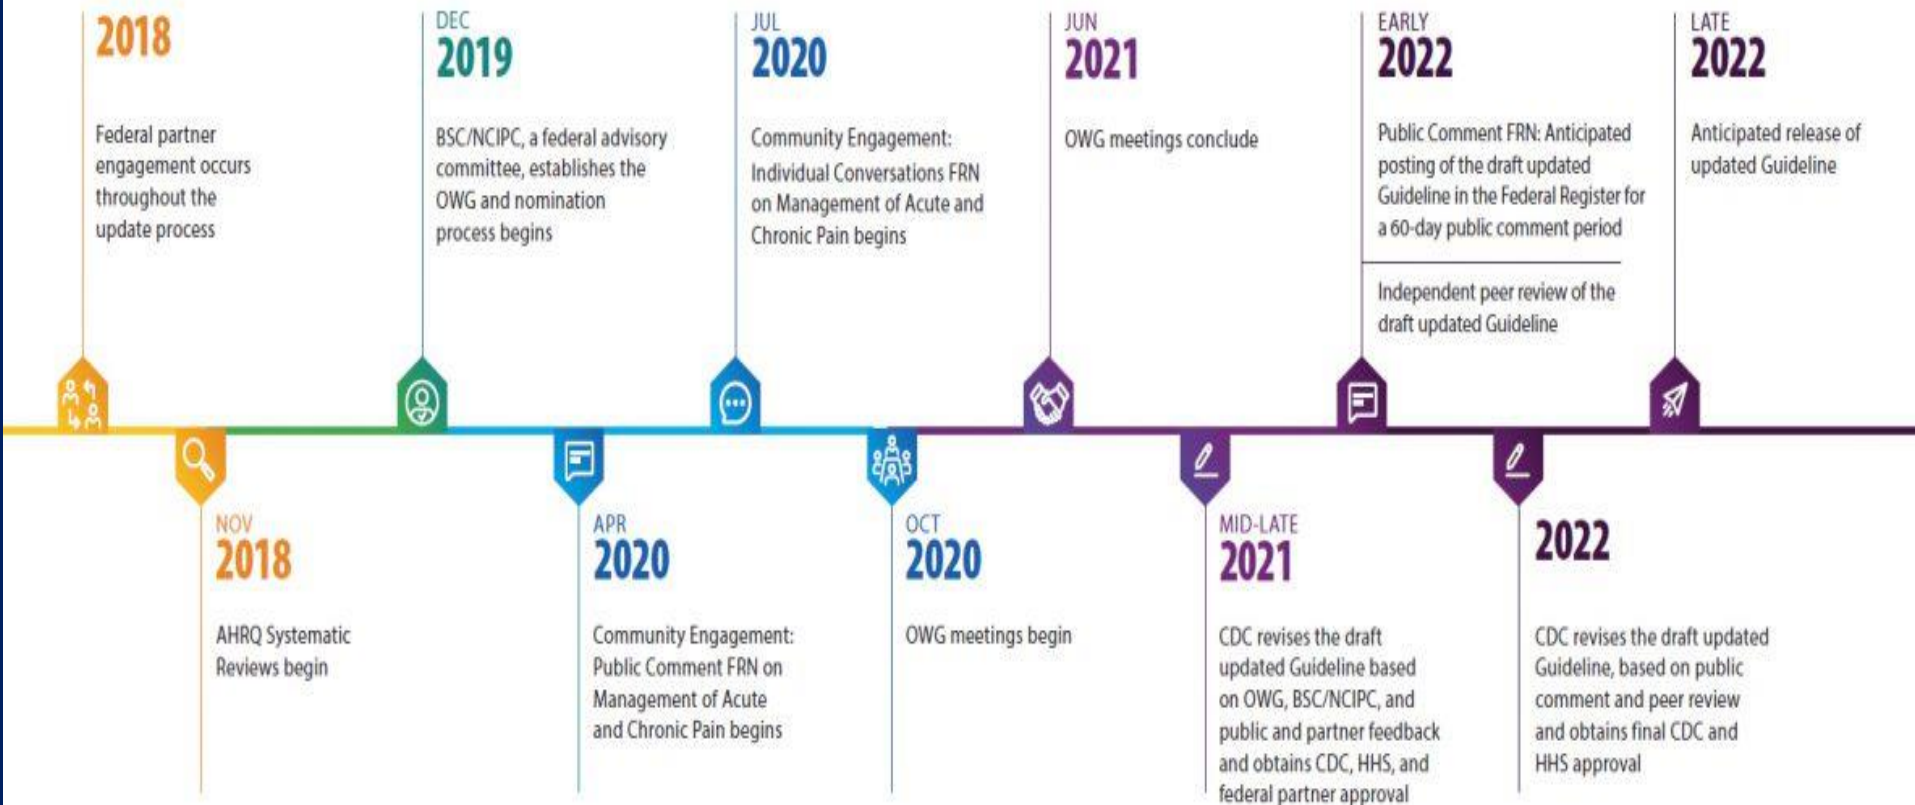 2018
Federal partner
engagement occurs
throughout the
update process
NOV
2018
AHRQ Systematic
Reviews begin
DEC
2019
BSC/NCIPC, a federal advisory
committee, establishes the
OWG and nomination
process begins
APR
2020
Community Engagement:
Public Comment FRN on
Management of Acute
and Chronic Pain begins
JUL
2020
Community Engagement:
Individual Conversations FRN
on Management of Acute and
Chronic Pain begins
OCT
2020
OWG meetings begin
JUN
2021
OWG meetings conclude
MID-LATE
2021
CDC revises the draft
updated Guideline based
on OWG, BSC/NCIPC, and
public and partner feedback
and obtains CDC, HHS, and
federal partner approval
EARLY
2022
Public Comment FRN: Anticipated
posting of the draft updated
Guideline in the Federal Register for
a 60-day public comment period
Independent peer review of the
draft updated Guideline
2022
CDC revises the draft updated
Guideline, based on public
comment and peer review
and obtains final CDC and
HHS approval
LATE
2022
Anticipated release of
updated Guideline